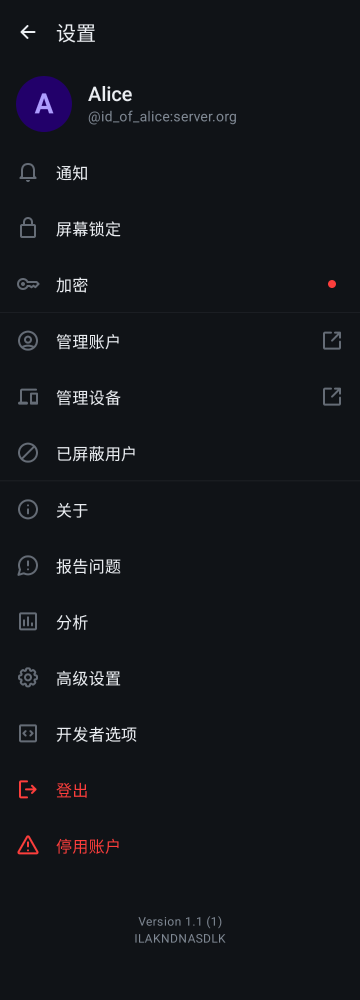 设置
A
Alice
@id_of_alice:server.org
通知
屏幕锁定
加密
管理账户
管理设备
已屏蔽用户
关于
报告问题
分析
高级设置
开发者选项
登出
停用账户
Version 1.1 (1)
ILAKNDNASDLK